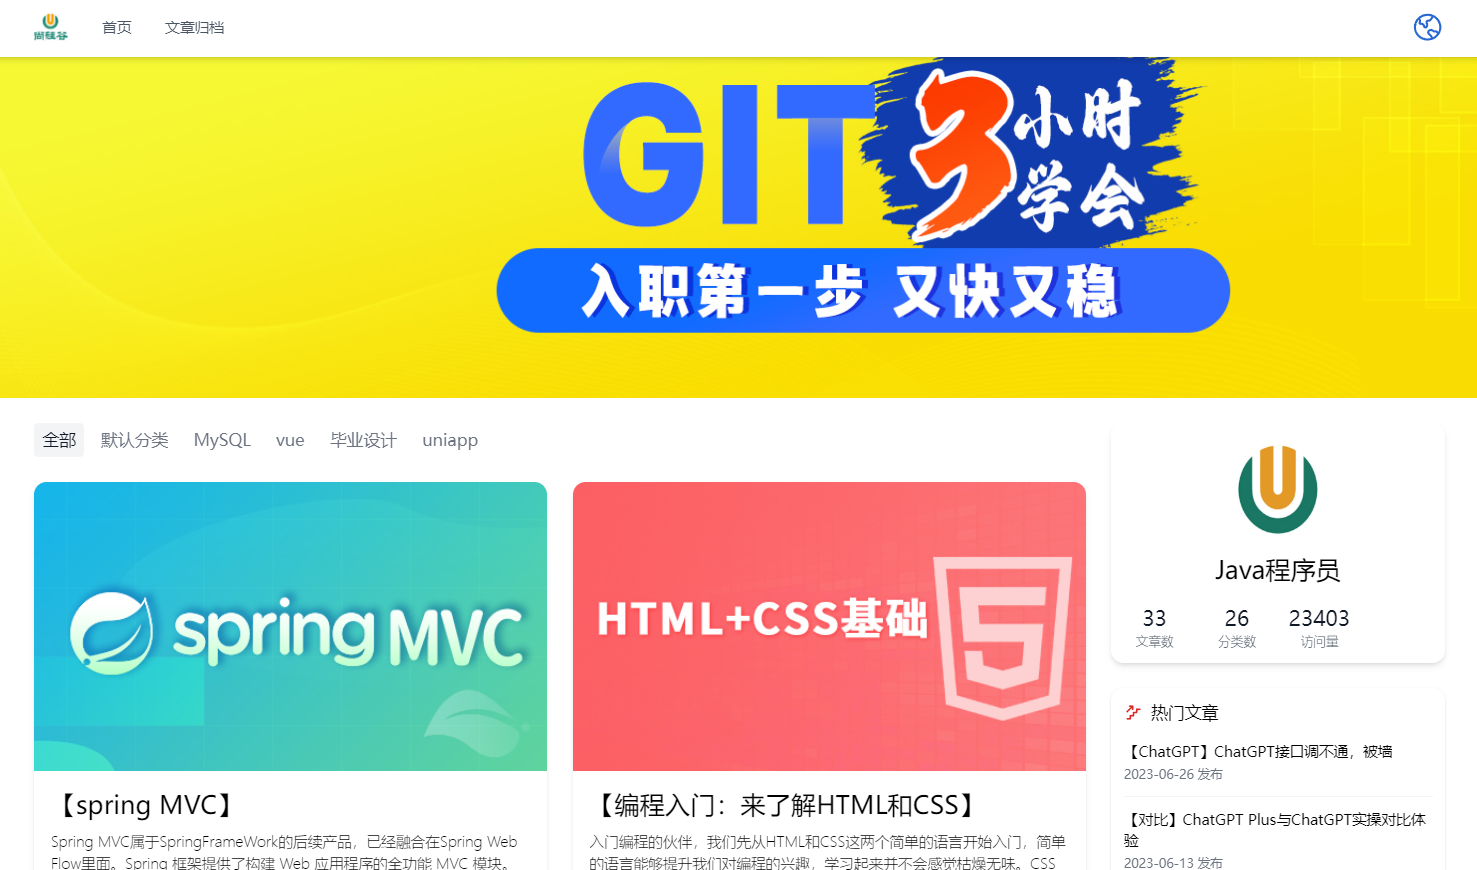 尚硅谷
首页
文章归档
GIT
3
小时
学会
入职第一步 又快又稳
全部
默认分类
MySQL
vue
毕业设计
uniapp
spring MVC
【spring MVC】
Spring MVC属于SpringFrameWork的后续产品，已经融合在Spring Web
Flow里面。Spring 框架提供了构建 Web 应用程序的全功能 MVC 模块。
HTML+CSS基础
5
【编程入门：来了解HTML和CSS】
入门编程的伙伴，我们先从HTML和CSS这两个简单的语言开始入门，简单
的语言能够提升我们对编程的兴趣，学习起来并不会感觉枯燥无味。CSS
Java程序员
33
26
23403
文章数
分类数
访问量
热门文章
【ChatGPT】ChatGPT接口调不通，被墙
2023-06-26 发布
【对比】ChatGPT Plus与ChatGPT实操对比体
验
2023-06-13 发布